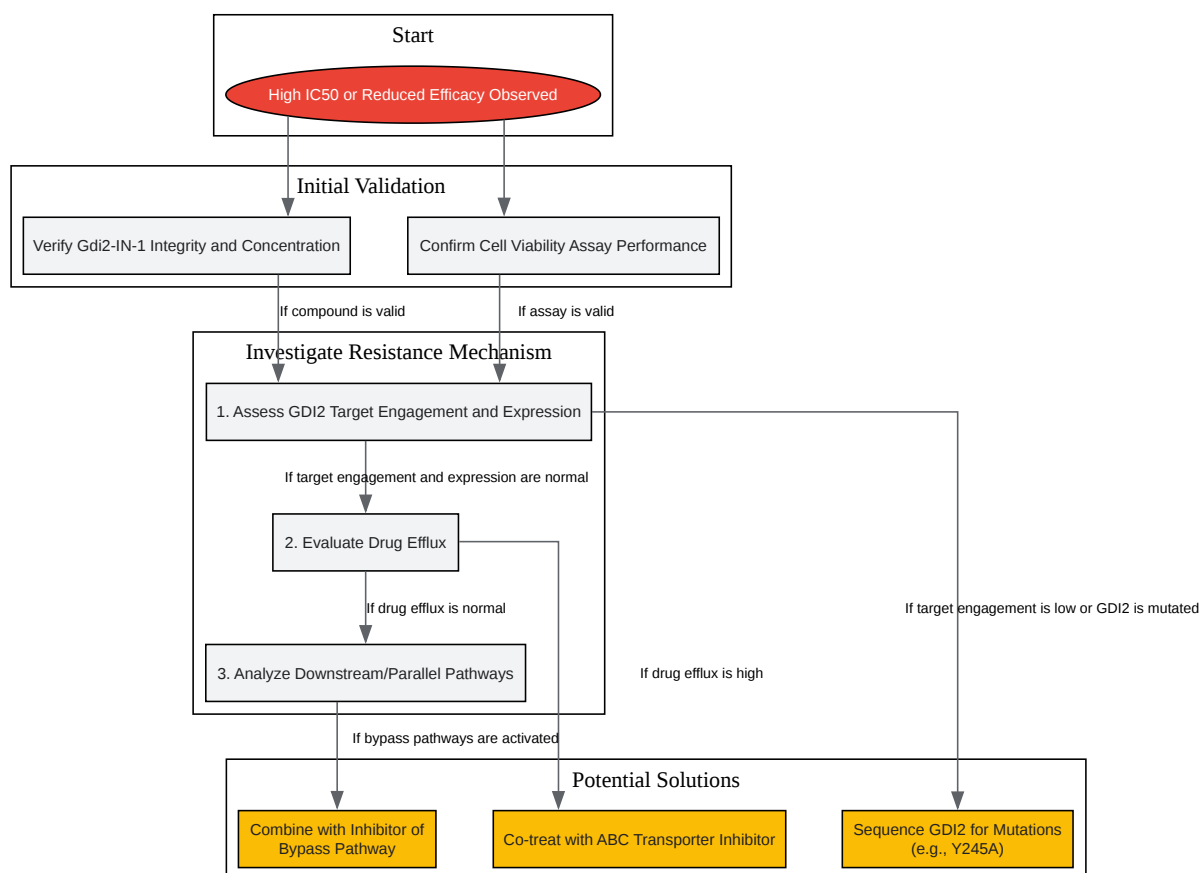 Start
High IC50 or Reduced Efficacy Observed
Initial Validation
Verify Gdi2-IN-1 Integrity and Concentration
Confirm Cell Viability Assay Performance
If compound is valid
If assay is valid
Investigate Resistance Mechanism
1. Assess GDI2 Target Engagement and Expression
If target engagement and expression are normal
2. Evaluate Drug Efflux
If drug efflux is normal
If target engagement is low or GDI2 is mutated
3. Analyze Downstream/Parallel Pathways
If drug efflux is high
If bypass pathways are activated
Potential Solutions
Combine with Inhibitor of
Bypass Pathway
Co-treat with ABC Transporter Inhibitor
Sequence GDI2 for Mutations
(e.g., Y245A)